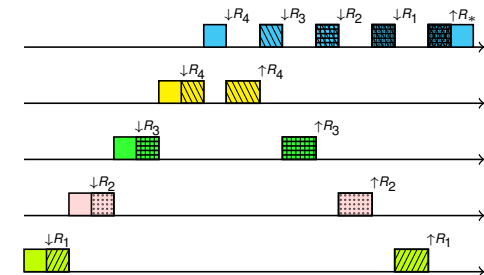 ↓R4 ↓R3 ↓R2 ↓R1 ↑R*
↓R4 ↑R4
↓R3 ↑R3
↓R2 ↑R2
↓R1 ↑R1